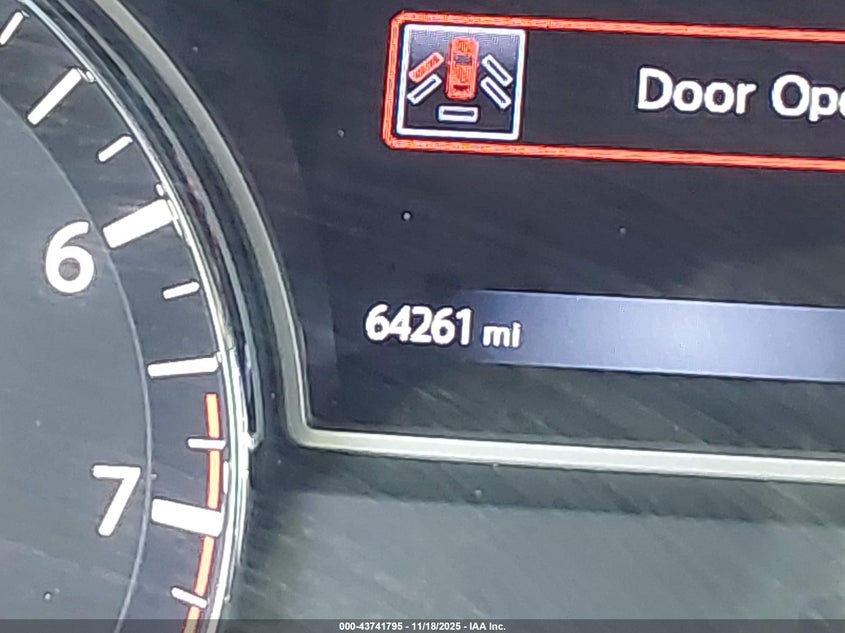 Door Ope
6
64261 mi
7
000-43741795 - 11/18/2025 - IAA Inc.